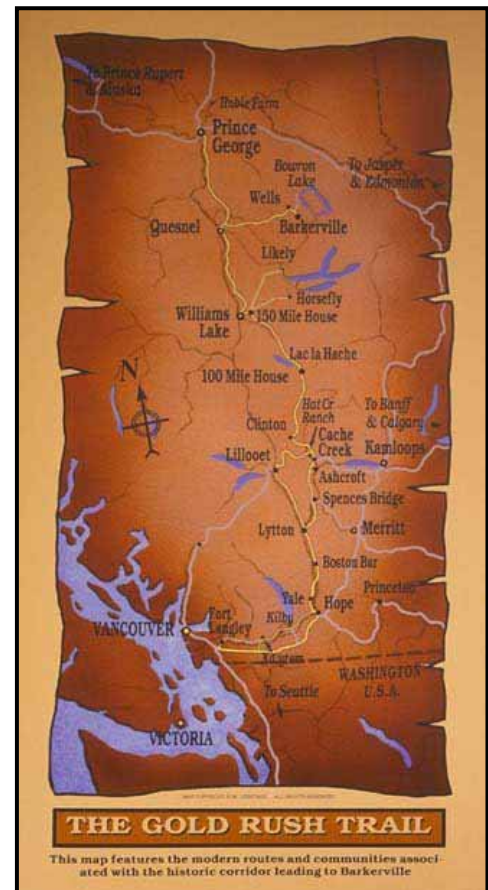 To Prince Rupert
& Alaska
Huble Farm
Prince
George
Bowron
Lake
To Jasper
& Edmonton
Wells
Barkerville
Quesnel
Likely
Horsefly
Williams
Lake
150 Mile House
Lac la Hache
100 Mile House
N
Hat Cr
Ranch
To Banff
& Calgary
Clinton
Cache
Creek
Kamloops
Lillooet
Ashcroft
Spences Bridge
Lytton
Merritt
Boston Bar
Yale
Hope
Princeton
Kilby
Fort
Langley
VANCOUVER
WASHINGTON
U.S.A.
To Seattle
VICTORIA
THE GOLD RUSH TRAIL
This map features the modern routes and communities associ-
ated with the historic corridor leading to Barkerville